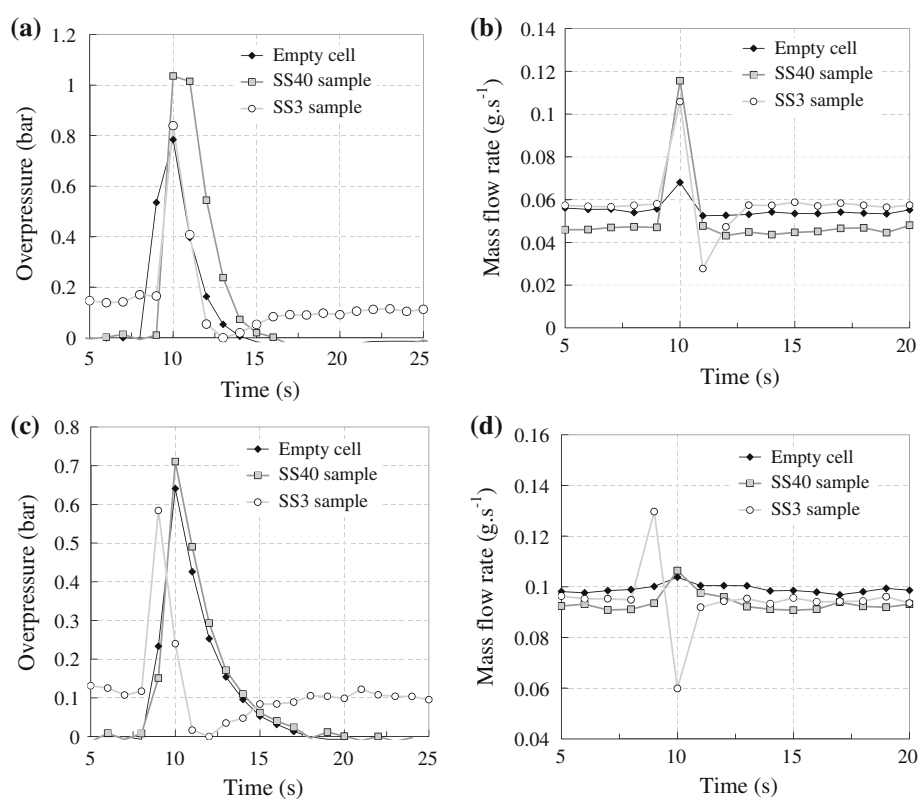 (a)
1.2
1
0.8
0.6
0.4
0.2
0
Overpressure (bar)
Empty cell
SS40 sample
SS3 sample
5 10 15 20 25
Time (s)
(b)
0.14
0.12
0.1
0.08
0.06
0.04
0.02
0
Mass flow rate (g.s⁻¹)
Empty cell
SS40 sample
SS3 sample
5 10 15 20
Time (s)
(c)
0.8
0.7
0.6
0.5
0.4
0.3
0.2
0.1
0
Overpressure (bar)
Empty cell
SS40 sample
SS3 sample
5 10 15 20 25
Time (s)
(d)
0.16
0.14
0.12
0.1
0.08
0.06
0.04
Mass flow rate (g.s⁻¹)
Empty cell
SS40 sample
SS3 sample
5 10 15 20
Time (s)